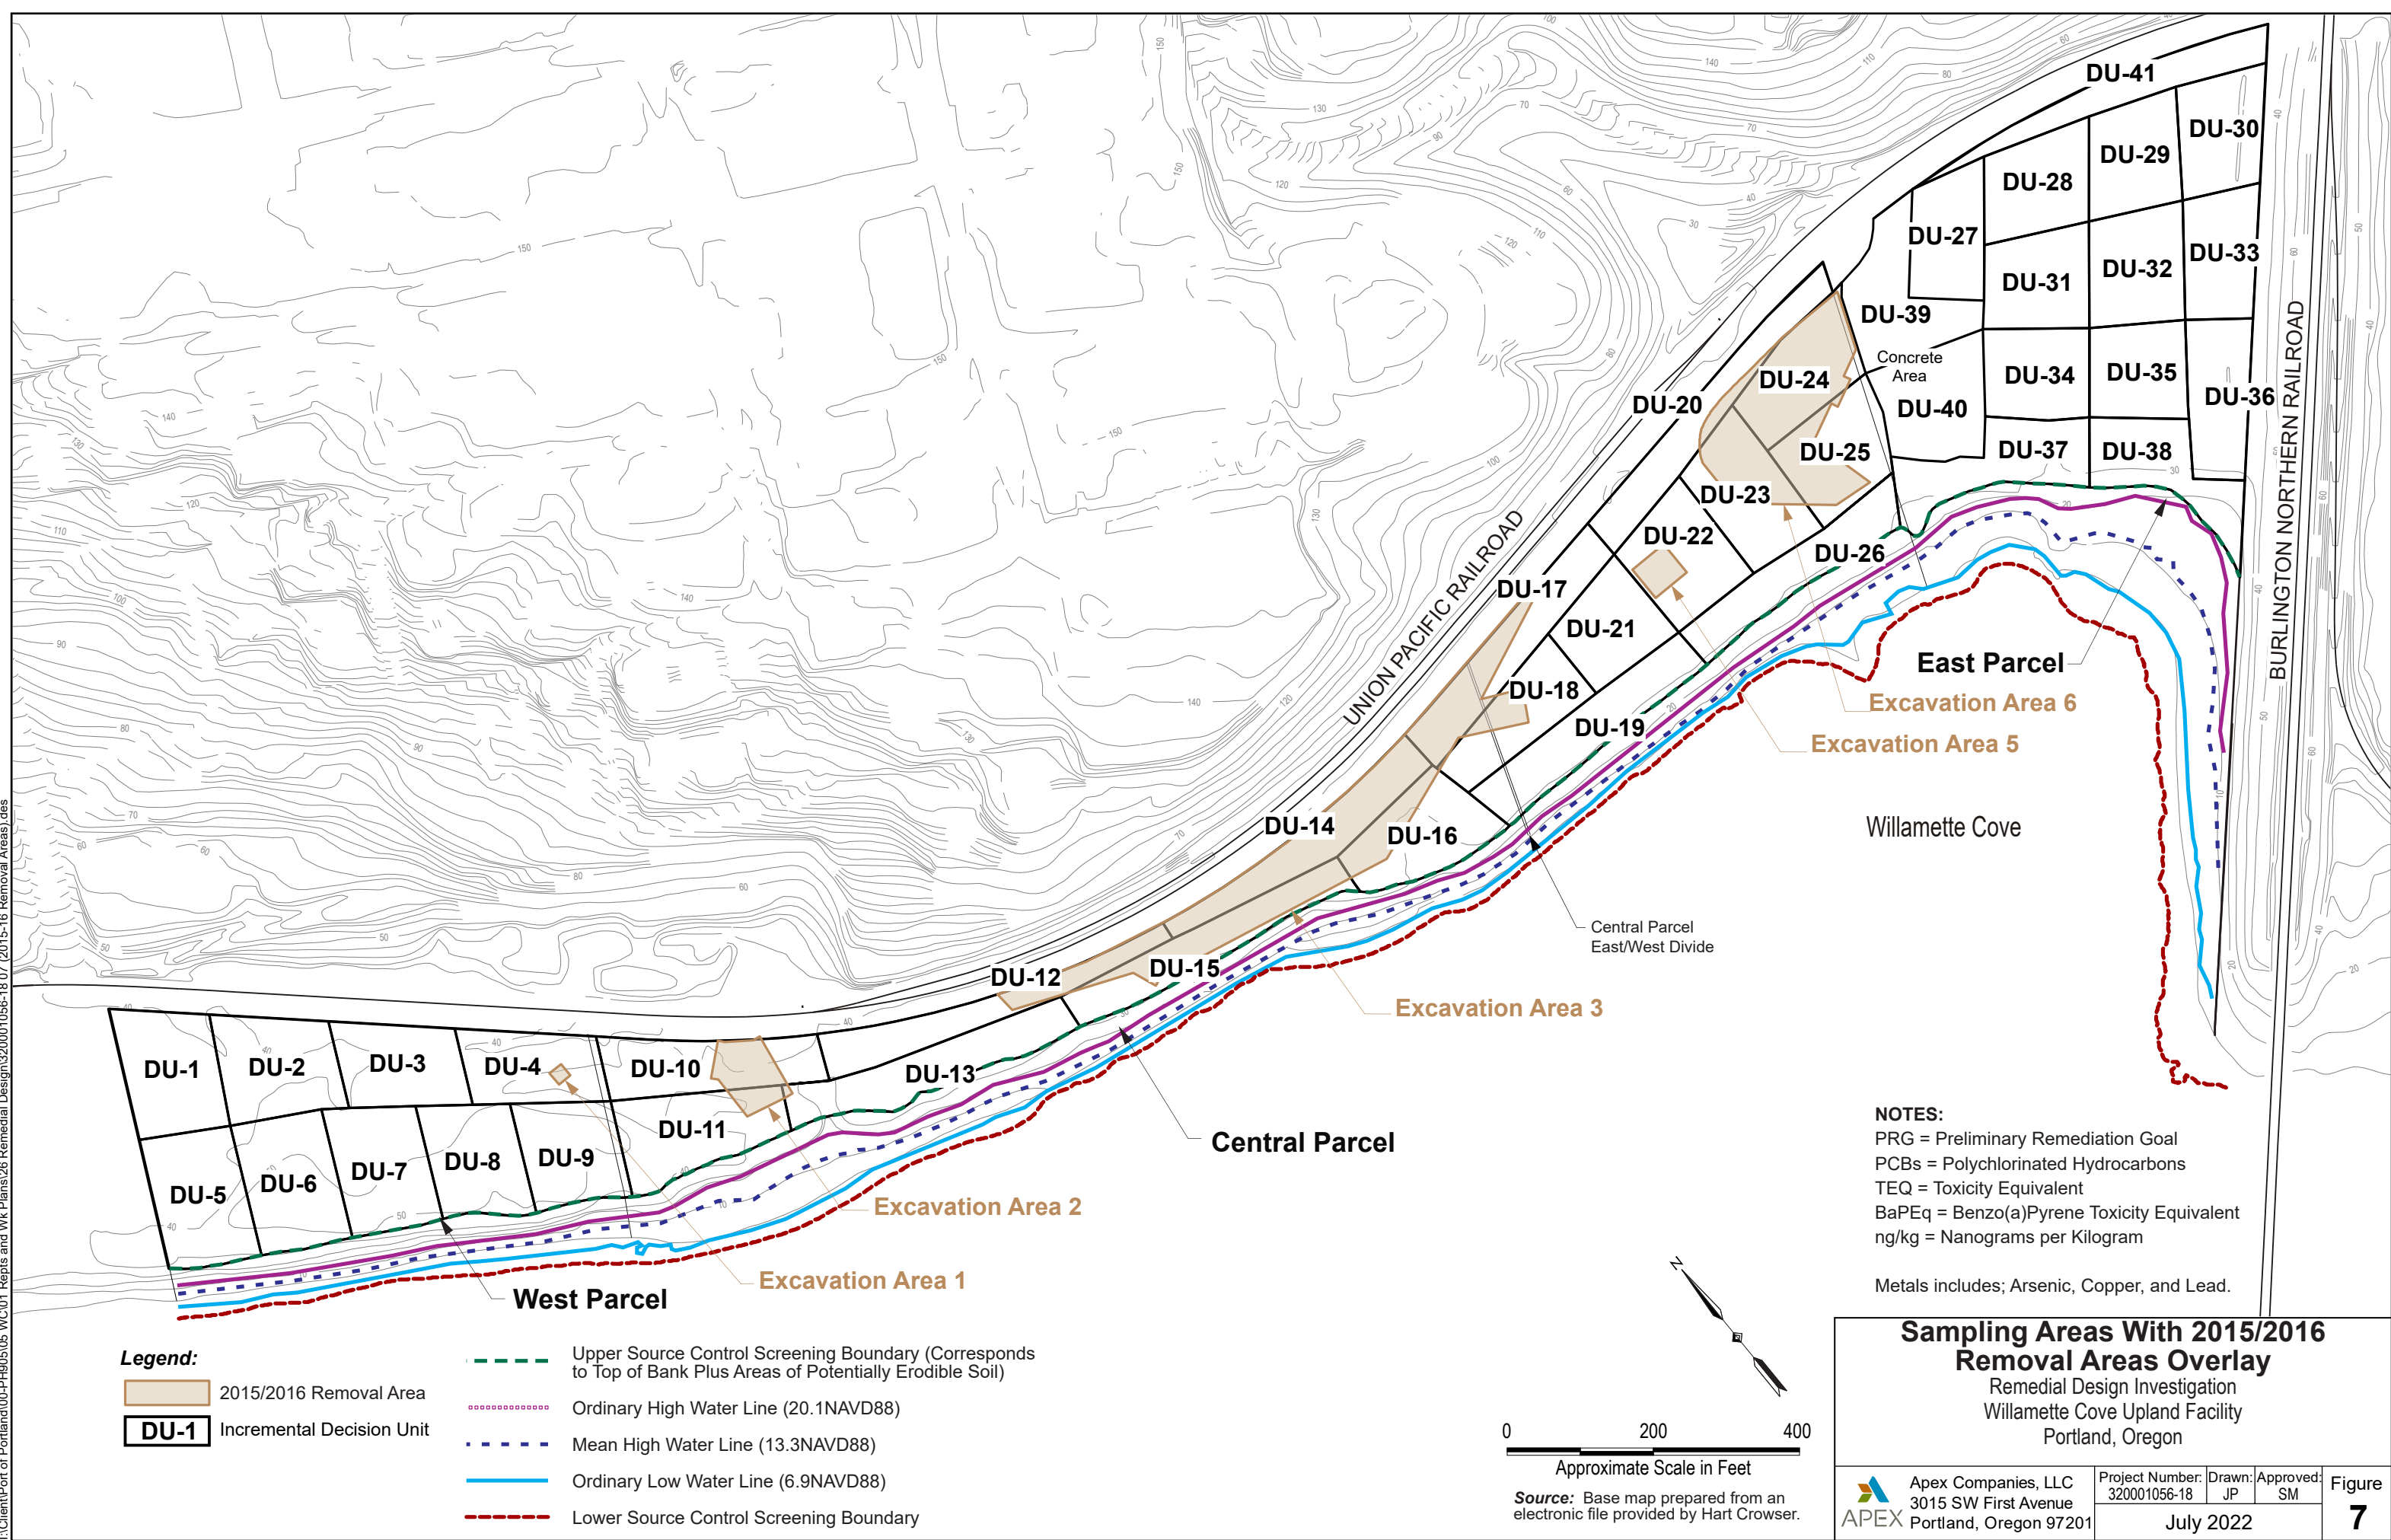 DU-41
DU-30
DU-29
DU-28
DU-27
DU-33
DU-32
DU-31
DU-39
Concrete
Area
DU-34
DU-35
DU-36
DU-40
DU-37
DU-38
DU-24
DU-20
DU-25
DU-23
DU-22
DU-26
DU-17
DU-21
DU-18
DU-19
DU-14
DU-16
DU-12
DU-15
DU-13
DU-10
DU-11
DU-1
DU-2
DU-3
DU-4
DU-5
DU-6
DU-7
DU-8
DU-9
UNION PACIFIC RAILROAD
BURLINGTON NORTHERN RAILROAD
East Parcel
Excavation Area 6
Excavation Area 5
Willamette Cove
Central Parcel
East/West Divide
Excavation Area 3
Central Parcel
Excavation Area 2
Excavation Area 1
West Parcel
NOTES:
PRG = Preliminary Remediation Goal
PCBs = Polychlorinated Hydrocarbons
TEQ = Toxicity Equivalent
BaPEq = Benzo(a)Pyrene Toxicity Equivalent
ng/kg = Nanograms per Kilogram
Metals includes; Arsenic, Copper, and Lead.
Legend:
2015/2016 Removal Area
DU-1 Incremental Decision Unit
Upper Source Control Screening Boundary (Corresponds
to Top of Bank Plus Areas of Potentially Erodible Soil)
Ordinary High Water Line (20.1NAVD88)
Mean High Water Line (13.3NAVD88)
Ordinary Low Water Line (6.9NAVD88)
Lower Source Control Screening Boundary
N
0 200 400
Approximate Scale in Feet
Source: Base map prepared from an
electronic file provided by Hart Crowser.
Sampling Areas With 2015/2016
Removal Areas Overlay
Remedial Design Investigation
Willamette Cove Upland Facility
Portland, Oregon
APEX
Apex Companies, LLC
3015 SW First Avenue
Portland, Oregon 97201
Project Number:
320001056-18
Drawn:
JP
Approved:
SM
July 2022
Figure
7